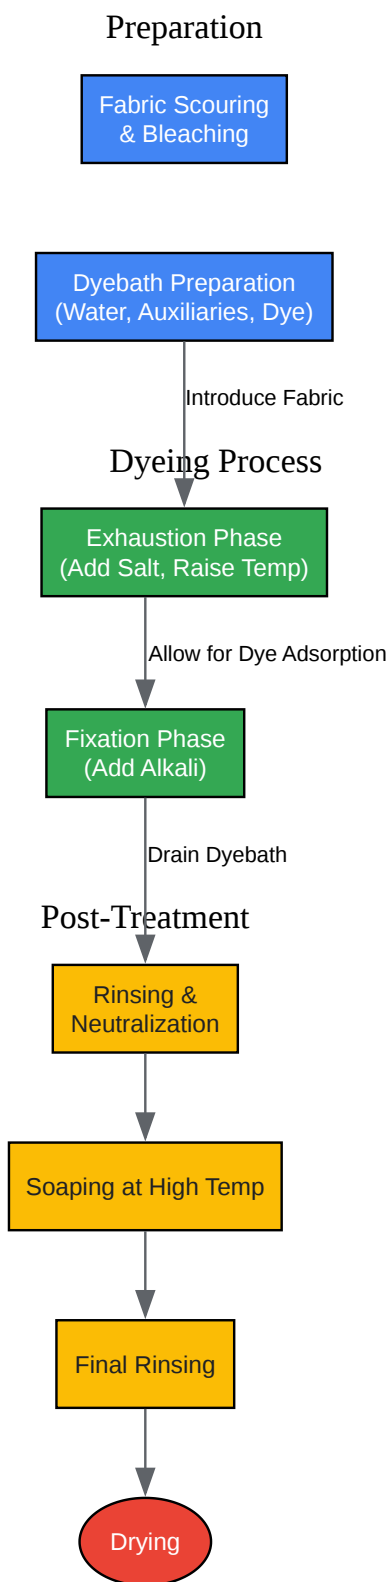 Preparation
Fabric Scouring
& Bleaching
Dyebath Preparation
(Water, Auxiliaries, Dye)
Introduce Fabric
Dyeing Process
Exhaustion Phase
(Add Salt, Raise Temp)
Allow for Dye Adsorption
Fixation Phase
(Add Alkali)
Drain Dyebath
Post-Treatment
Rinsing &
Neutralization
Soaping at High Temp
Final Rinsing
Drying